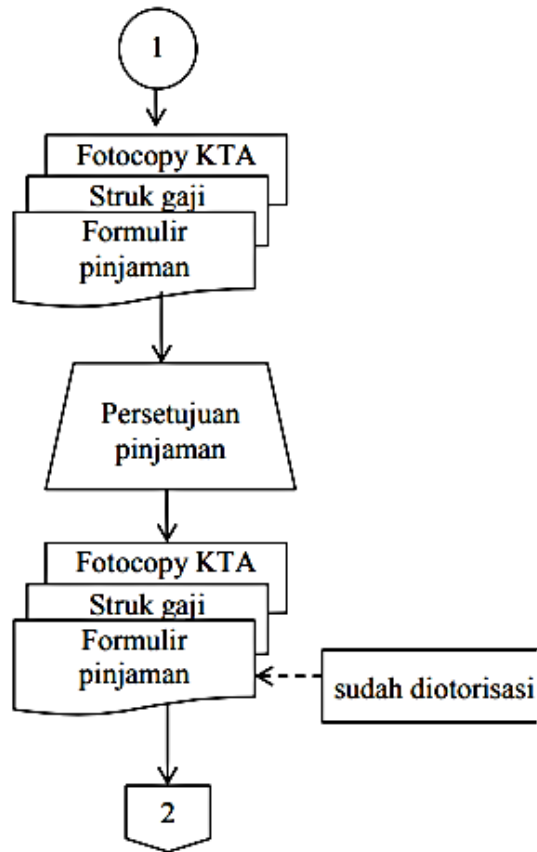 1
Fotocopy KTA
Struk gaji
Formulir
pinjaman
Persetujuan
pinjaman
Fotocopy KTA
Struk gaji
Formulir
pinjaman
sudah diotorisasi
2